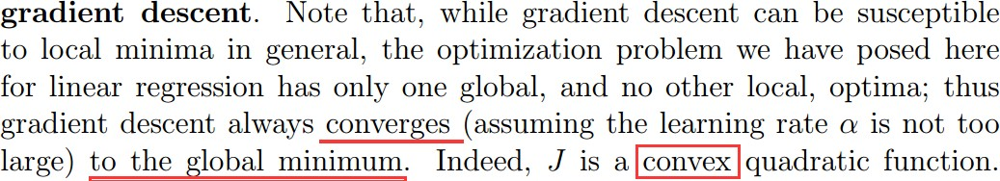 gradient descent. Note that, while gradient descent can be susceptible
to local minima in general, the optimization problem we have posed here
for linear regression has only one global, and no other local, optima; thus
gradient descent always converges (assuming the learning rate α is not too
large) to the global minimum. Indeed, J is a convex quadratic function.